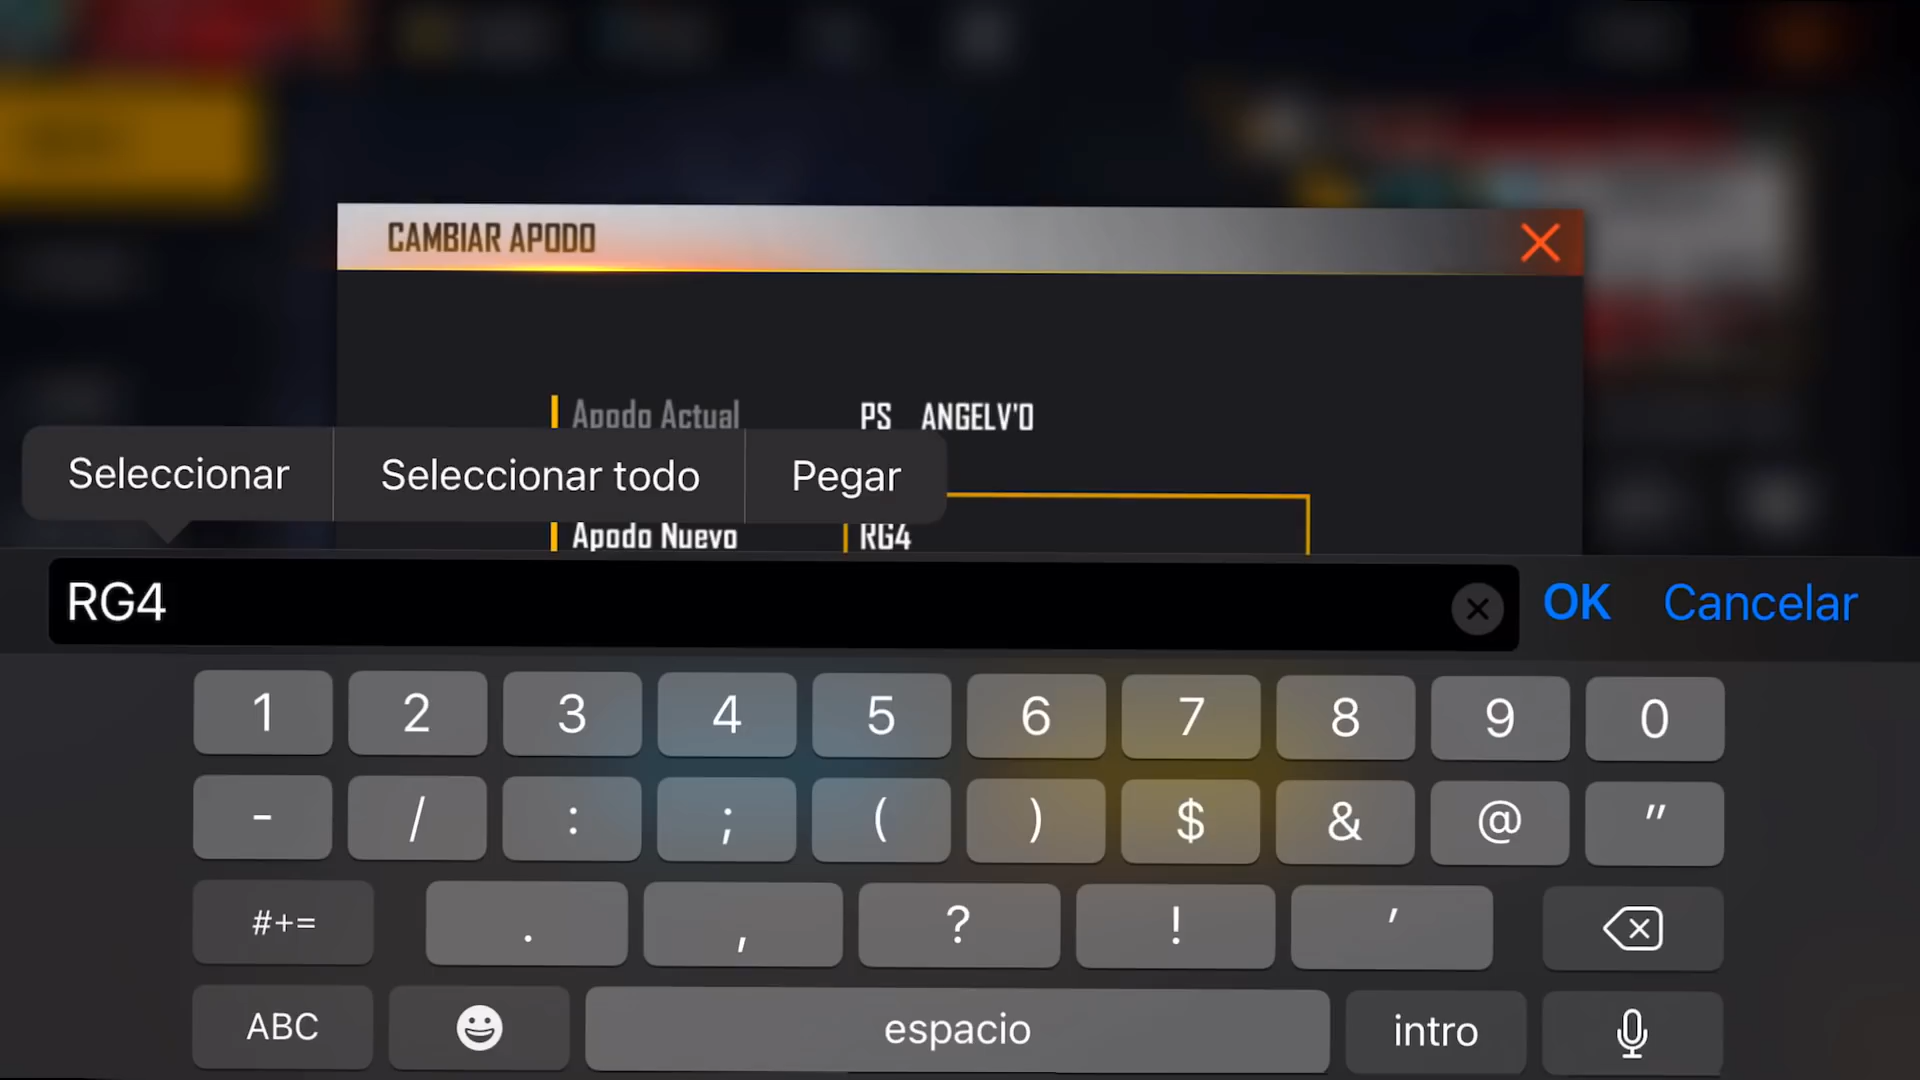 CAMBIAR APODO
Apodo Actual PS ANGELV'O
Seleccionar Seleccionar todo Pegar
Apodo Nuevo RG4
RG4 OK Cancelar
1 2 3 4 5 6 7 8 9 0
- / : ; ( ) $ & @ "
#+= . , ? ! '
ABC espacio intro